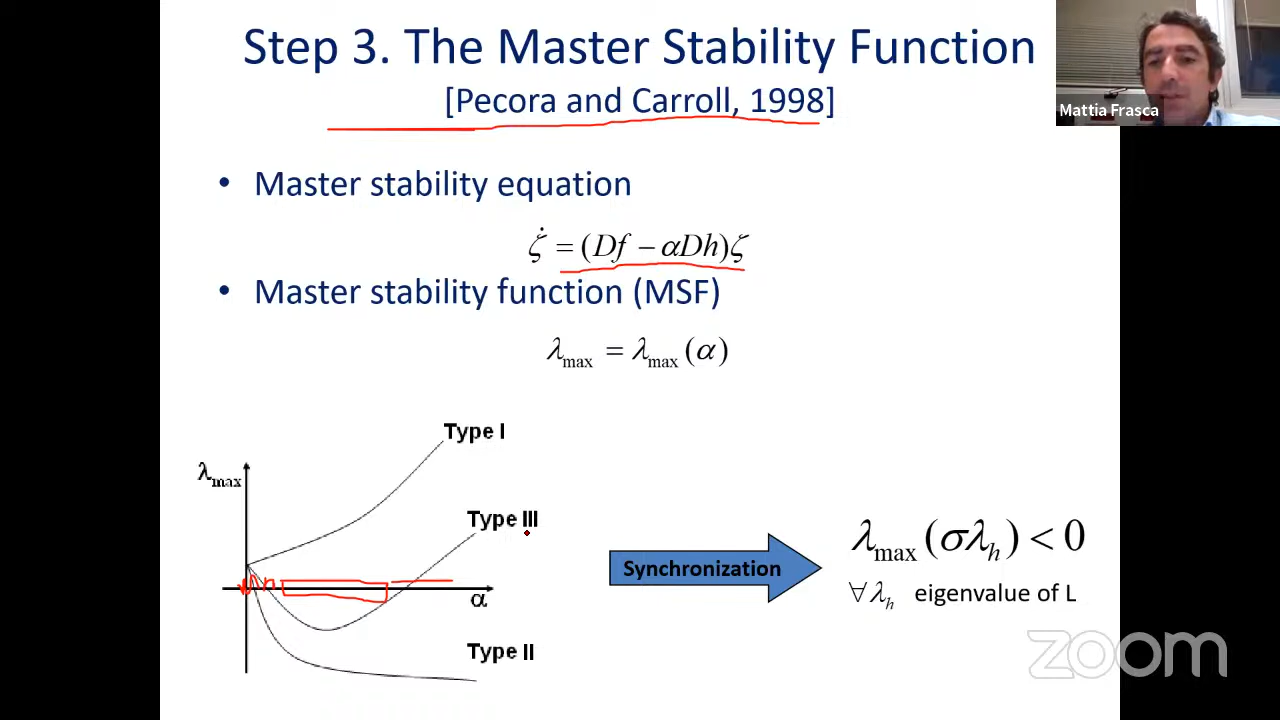 Step 3. The Master Stability Function
[Pecora and Carroll, 1998]
Mattia Frasca
• Master stability equation
ζ̇ = (Df − αDh)ζ
• Master stability function (MSF)
λmax = λmax (α)
Type I
λmax
Type III
α
Type II
Synchronization
λmax (σλh) < 0
∀λh eigenvalue of L
zoom